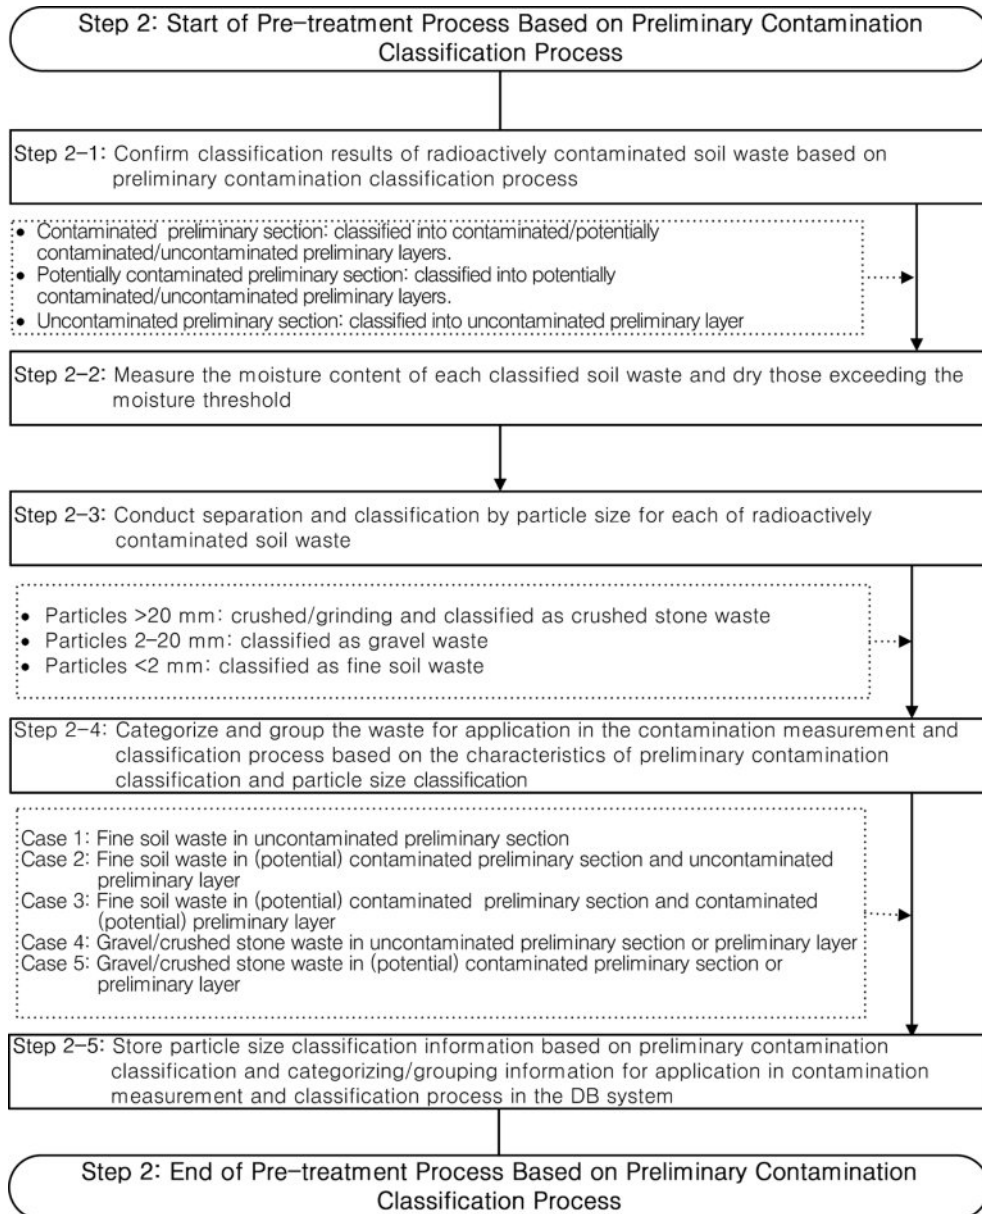 Step 2: Start of Pre-treatment Process Based on Preliminary Contamination
Classification Process
Step 2-1: Confirm classification results of radioactively contaminated soil waste based on
preliminary contamination classification process
• Contaminated preliminary section: classified into contaminated/potentially
contaminated/uncontaminated preliminary layers.
• Potentially contaminated preliminary section: classified into potentially
contaminated/uncontaminated preliminary layers.
• Uncontaminated preliminary section: classified into uncontaminated preliminary layer
Step 2-2: Measure the moisture content of each classified soil waste and dry those exceeding the
moisture threshold
Step 2-3: Conduct separation and classification by particle size for each of radioactively
contaminated soil waste
• Particles >20 mm: crushed/grinding and classified as crushed stone waste
• Particles 2-20 mm: classified as gravel waste
• Particles <2 mm: classified as fine soil waste
Step 2-4: Categorize and group the waste for application in the contamination measurement and
classification process based on the characteristics of preliminary contamination
classification and particle size classification
Case 1: Fine soil waste in uncontaminated preliminary section
Case 2: Fine soil waste in (potential) contaminated preliminary section and uncontaminated
preliminary layer
Case 3: Fine soil waste in (potential) contaminated preliminary section and contaminated
(potential) preliminary layer
Case 4: Gravel/crushed stone waste in uncontaminated preliminary section or preliminary layer
Case 5: Gravel/crushed stone waste in (potential) contaminated preliminary section or
preliminary layer
Step 2-5: Store particle size classification information based on preliminary contamination
classification and categorizing/grouping information for application in contamination
measurement and classification process in the DB system
Step 2: End of Pre-treatment Process Based on Preliminary Contamination
Classification Process